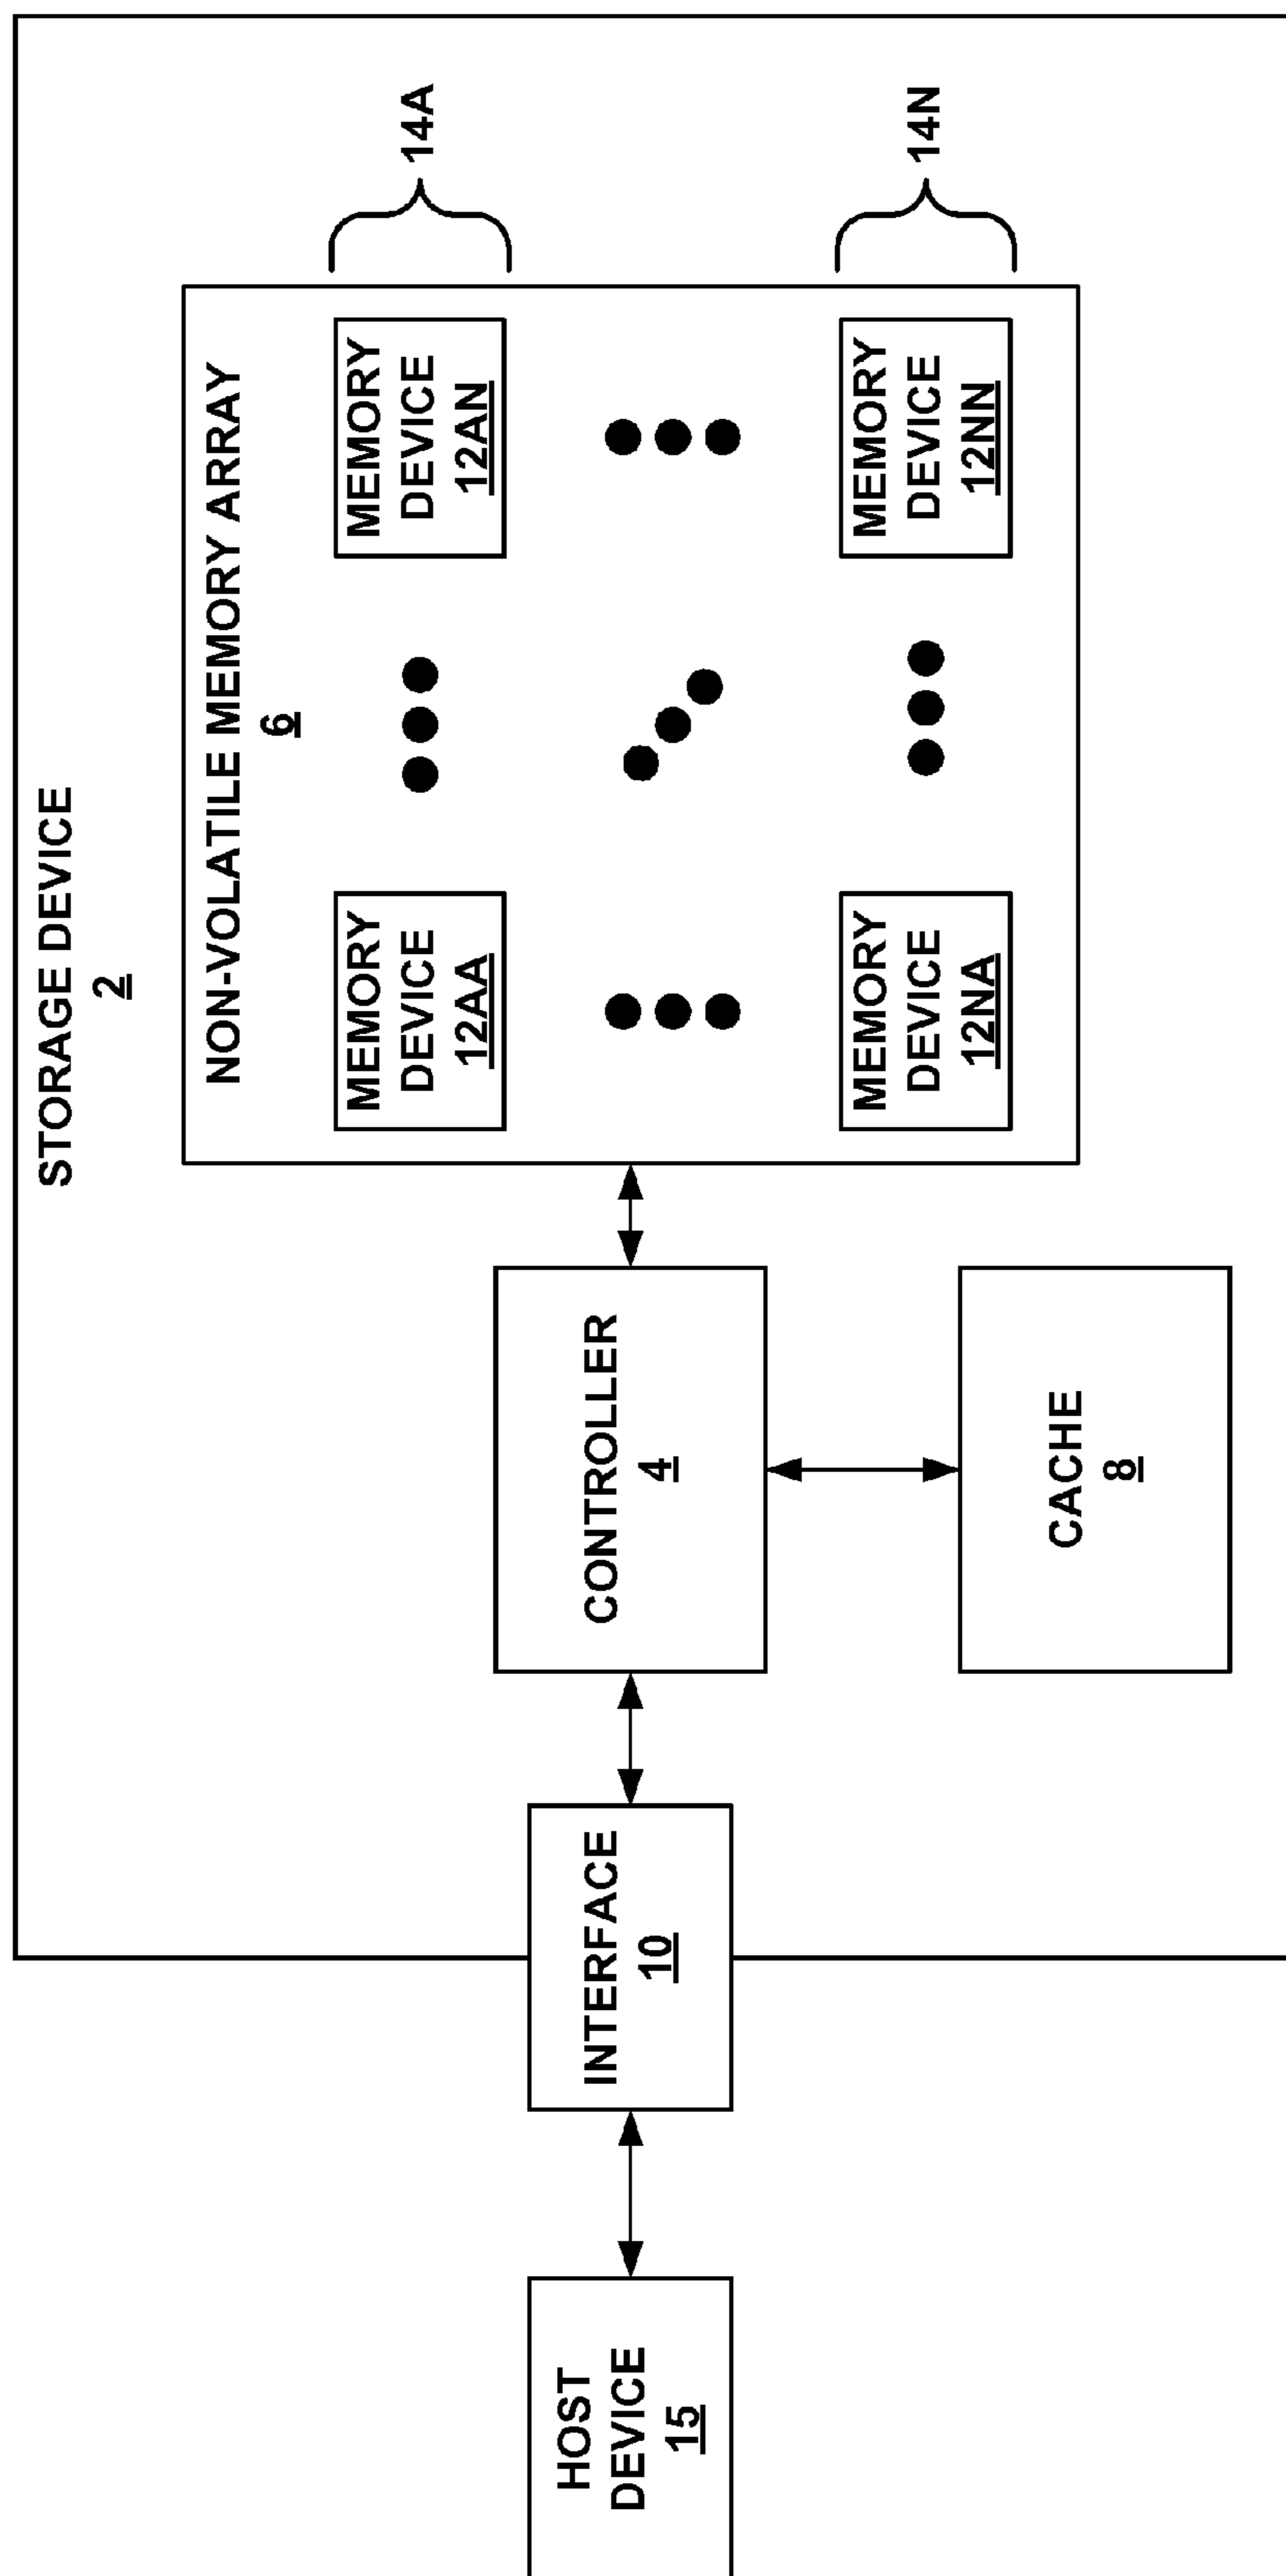 STORAGE DEVICE
2
NON-VOLATILE MEMORY ARRAY
6
MEMORY
DEVICE
12AA
MEMORY
DEVICE
12AN
14A
MEMORY
DEVICE
12NA
MEMORY
DEVICE
12NN
14N
HOST
DEVICE
15
INTERFACE
10
CONTROLLER
4
CACHE
8